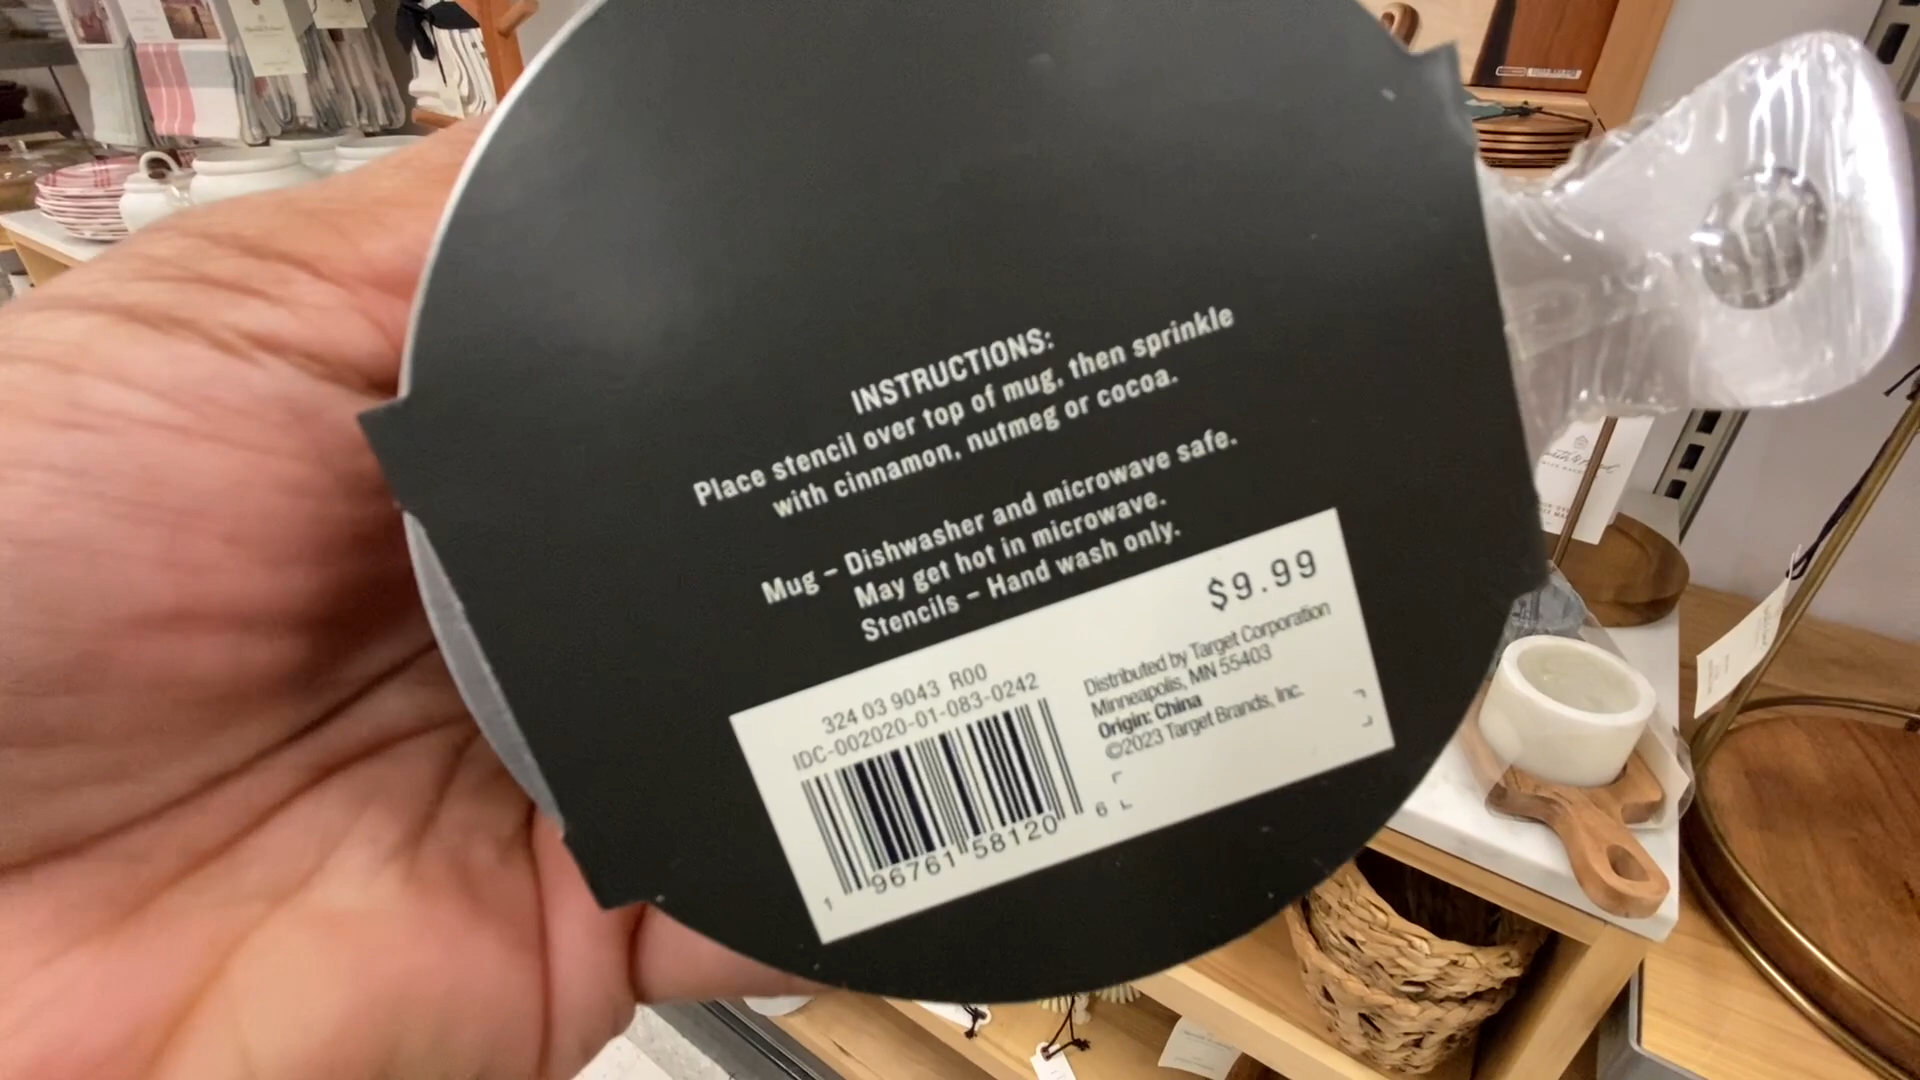 INSTRUCTIONS:
Place stencil over top of mug, then sprinkle
with cinnamon, nutmeg or cocoa.
Mug – Dishwasher and microwave safe.
May get hot in microwave.
Stencils – Hand wash only.
$9.99
324 03 9043 R00
IDC-002020-01-083-0242
Distributed by Target Corporation
Minneapolis, MN 55403
Origin: China
©2023 Target Brands, Inc.
1 96761 58120 6